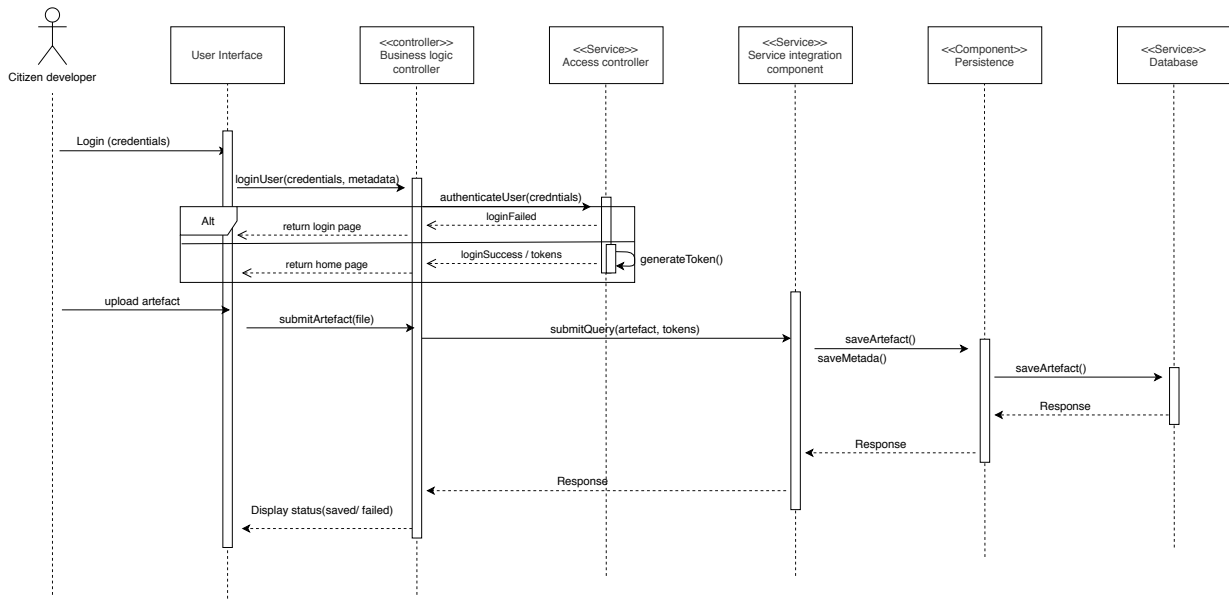 Citizen developer
User Interface
<<controller>>
Business logic
controller
<<Service>>
Access controller
<<Service>>
Service integration
component
<<Component>>
Persistence
<<Service>>
Database
Login (credentials)
loginUser(credentials, metadata)
authenticateUser(credntials)
Alt
loginFailed
return login page
loginSuccess / tokens
generateToken()
return home page
upload artefact
submitArtefact(file)
submitQuery(artefact, tokens)
saveArtefact()
saveMetada()
saveArtefact()
Response
Response
Response
Display status(saved/ failed)